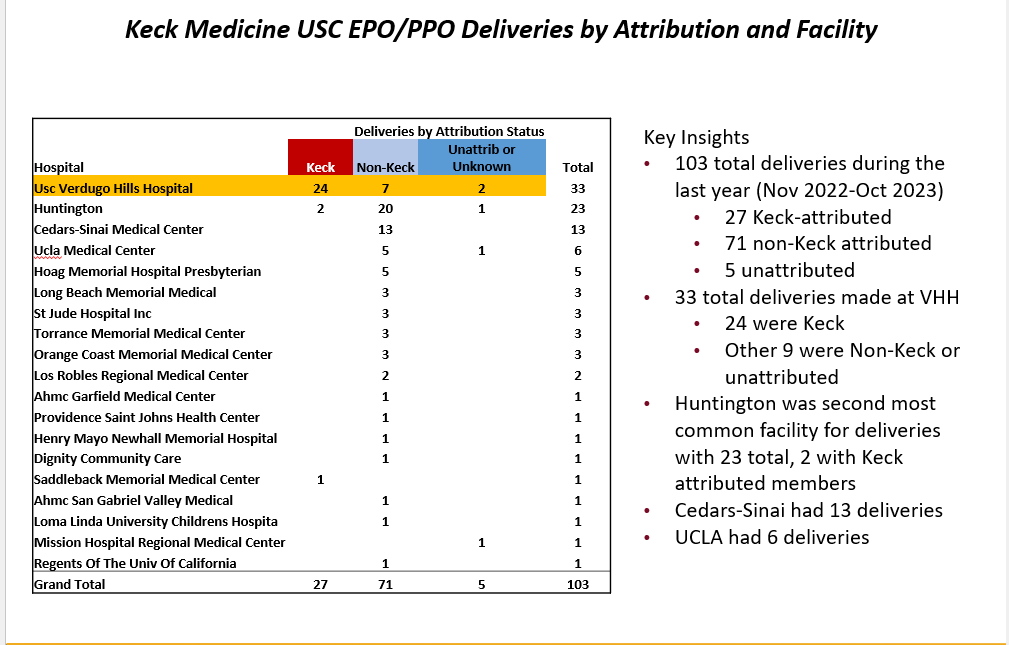 Keck Medicine USC EPO/PPO Deliveries by Attribution and Facility
Deliveries by Attribution Status
Hospital Keck Non-Keck Unattrib or Unknown Total
Usc Verdugo Hills Hospital 24 7 2 33
Huntington 2 20 1 23
Cedars-Sinai Medical Center 13 13
Ucla Medical Center 5 1 6
Hoag Memorial Hospital Presbyterian 5 5
Long Beach Memorial Medical 3 3
St Jude Hospital Inc 3 3
Torrance Memorial Medical Center 3 3
Orange Coast Memorial Medical Center 3 3
Los Robles Regional Medical Center 2 2
Ahmc Garfield Medical Center 1 1
Providence Saint Johns Health Center 1 1
Henry Mayo Newhall Memorial Hospital 1 1
Dignity Community Care 1 1
Saddleback Memorial Medical Center 1 1
Ahmc San Gabriel Valley Medical 1 1
Loma Linda University Childrens Hospita 1 1
Mission Hospital Regional Medical Center 1 1
Regents Of The Univ Of California 1 1
Grand Total 27 71 5 103
Key Insights
• 103 total deliveries during the
last year (Nov 2022-Oct 2023)
• 27 Keck-attributed
• 71 non-Keck attributed
• 5 unattributed
• 33 total deliveries made at VHH
• 24 were Keck
• Other 9 were Non-Keck or
unattributed
• Huntington was second most
common facility for deliveries
with 23 total, 2 with Keck
attributed members
• Cedars-Sinai had 13 deliveries
• UCLA had 6 deliveries